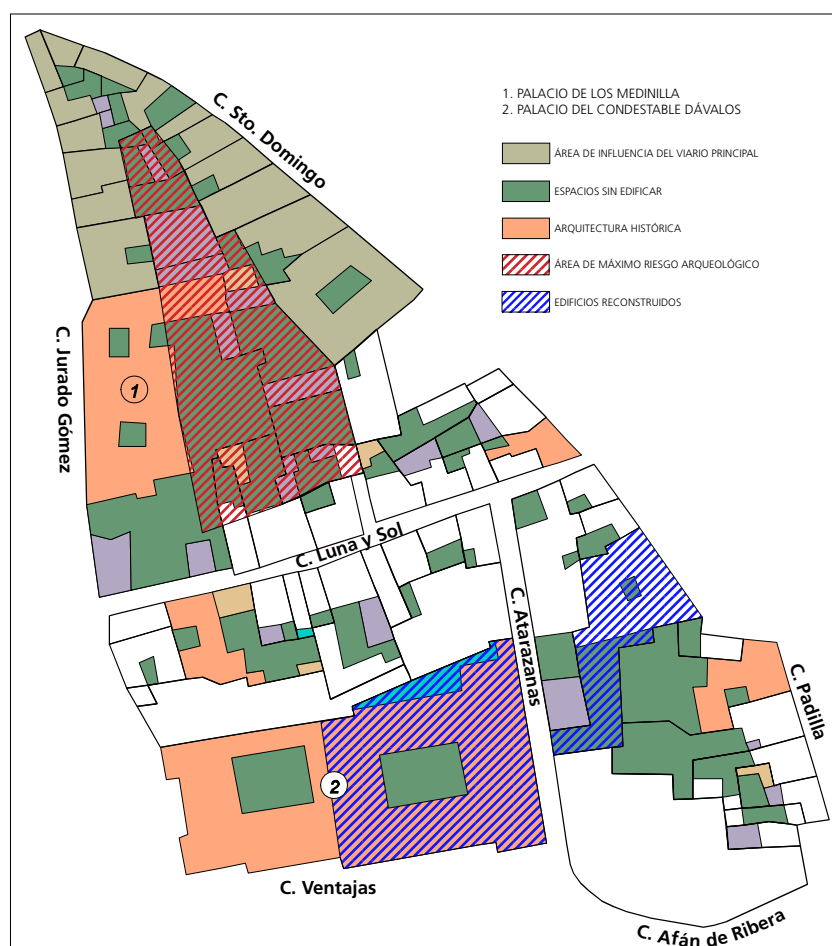 1. PALACIO DE LOS MEDINILLA
2. PALACIO DEL CONDESTABLE DÁVALOS
ÁREA DE INFLUENCIA DEL VIARIO PRINCIPAL
ESPACIOS SIN EDIFICAR
ARQUITECTURA HISTÓRICA
ÁREA DE MÁXIMO RIESGO ARQUEOLÓGICO
EDIFICIOS RECONSTRUIDOS
C. Sto. Domingo
C. Jurado Gómez
1
C. Luna y Sol
C. Atarazanas
C. Padilla
2
C. Ventajas
C. Afán de Ribera